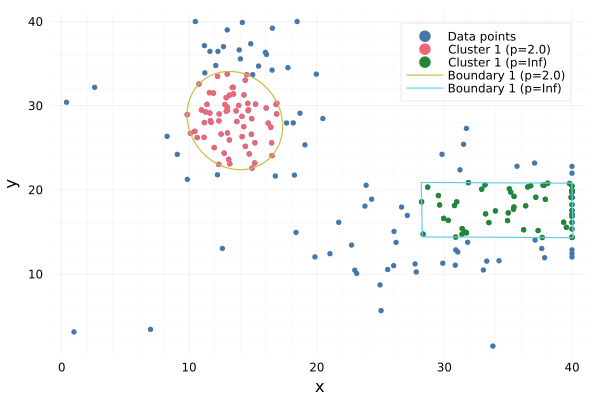 40
30
20
10
y
0
10
20
30
40
x
Data points
Cluster 1 (p=2.0)
Cluster 1 (p=Inf)
Boundary 1 (p=2.0)
Boundary 1 (p=Inf)